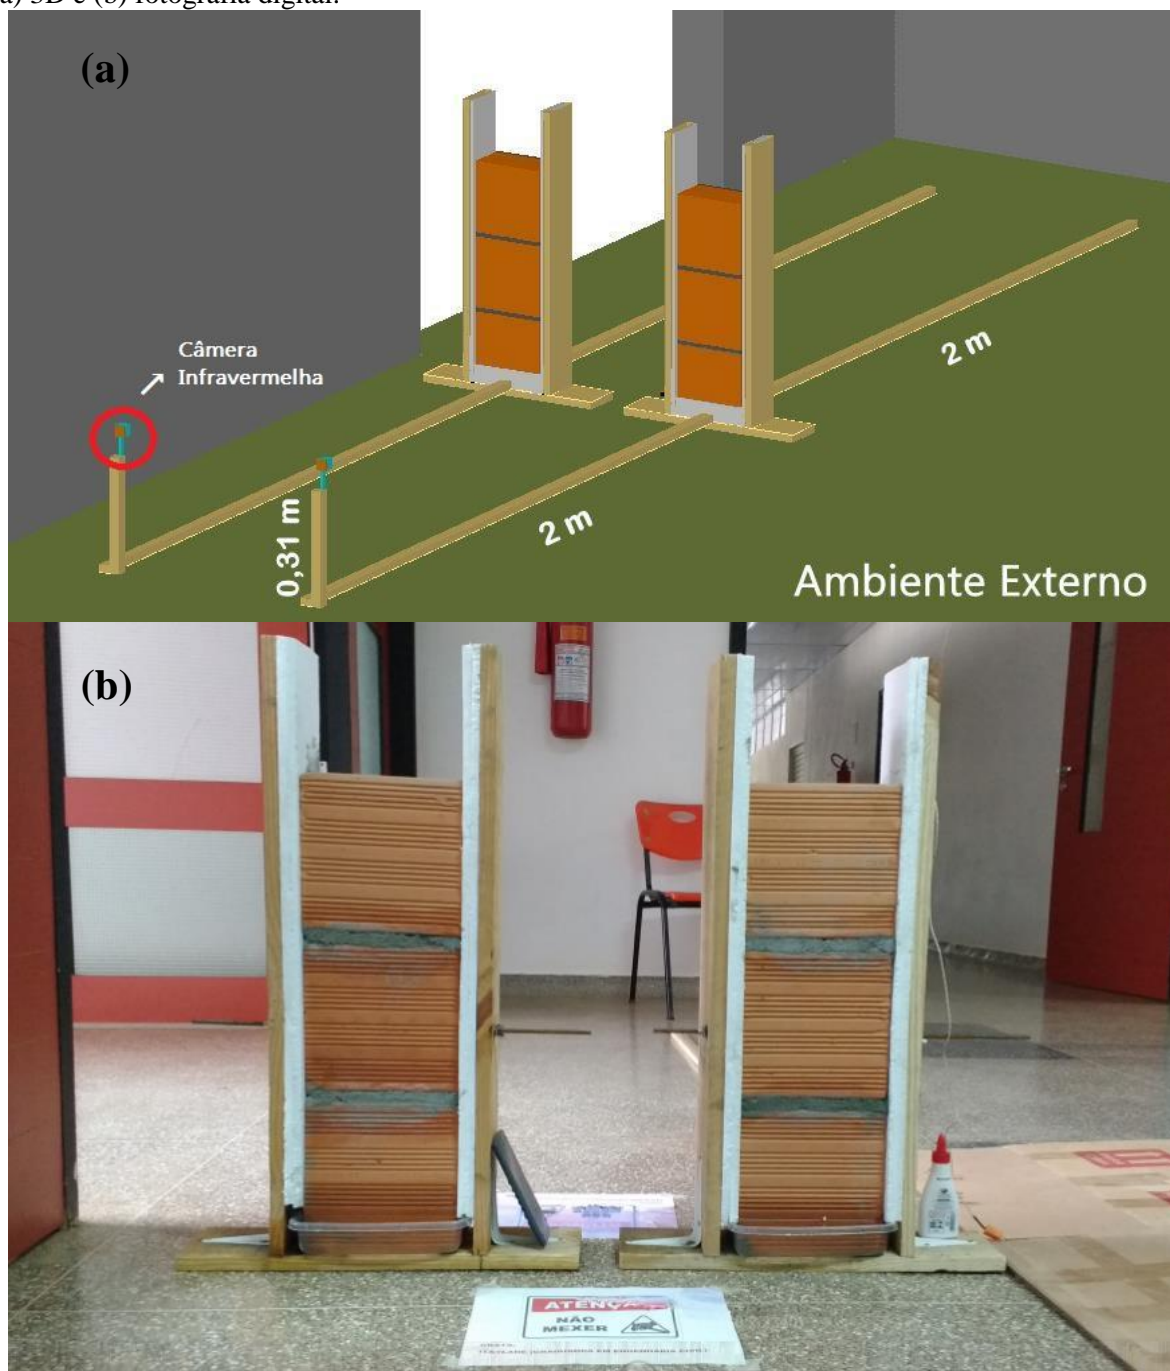 a) 3D e (b) fotografia digital.
(a)
Câmera
Infravermelha
2 m
0,31 m
2 m
Ambiente Externo
(b)
ATENÇÃO
NÃO
MEXER